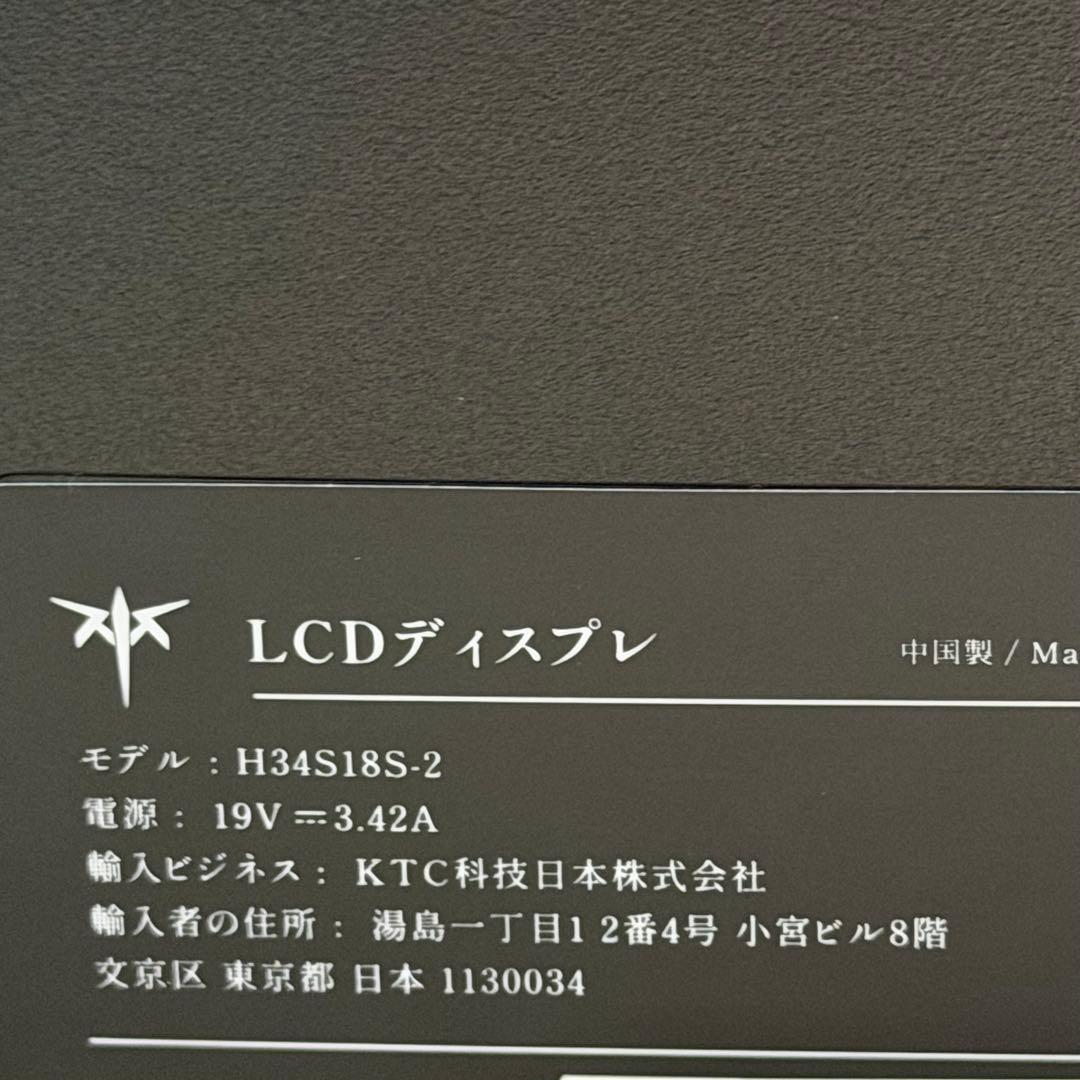 LCDディスプレ
中国製 / Ma
モデル : H34S18S-2
電源 : 19V⎓3.42A
輸入ビジネス : KTC科技日本株式会社
輸入者の住所 : 湯島一丁目1 2番4号 小宮ビル8階
文京区 東京都 日本 1130034